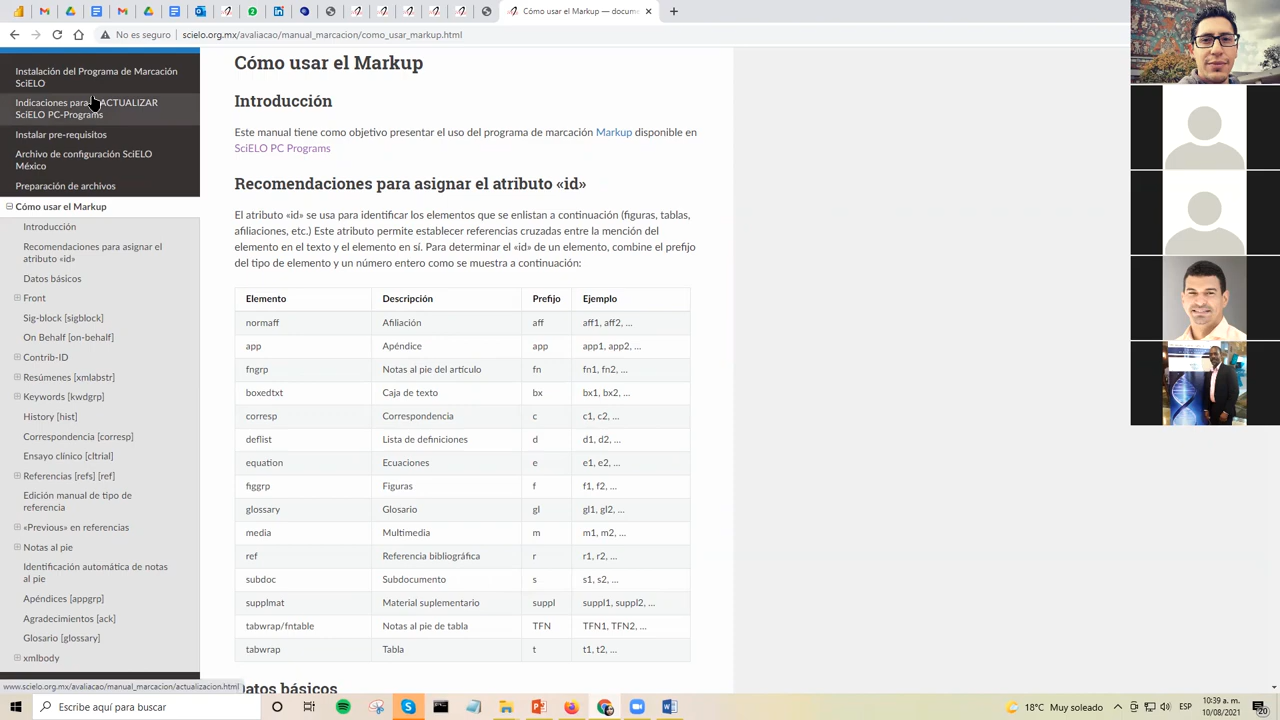 Cómo usar el Markup — docum
No es seguro
scielo.org.mx/avaliacao/manual_marcacion/como_usar_markup.html
Instalación del Programa de Marcación
SciELO
Indicaciones para ACTUALIZAR
SciELO PC-Programs
Instalar pre-requisitos
Archivo de configuración SciELO
México
Preparación de archivos
Cómo usar el Markup
Introducción
Recomendaciones para asignar el
atributo «id»
Datos básicos
Front
Sig-block [sigblock]
On Behalf [on-behalf]
Contrib-ID
Resúmenes [xmlabstr]
Keywords [kwdgrp]
History [hist]
Correspondencia [corresp]
Ensayo clínico [cltrial]
Referencias [refs] [ref]
Edición manual de tipo de
referencia
«Previous» en referencias
Notas al pie
Identificación automática de notas
al pie
Apéndices [appgrp]
Agradecimientos [ack]
Glosario [glossary]
xmlbody
www.scielo.org.mx/avaliacao/manual_marcacion/actualizacion.html
Cómo usar el Markup
Introducción
Este manual tiene como objetivo presentar el uso del programa de marcación Markup disponible en
SciELO PC Programs
Recomendaciones para asignar el atributo «id»
El atributo «id» se usa para identificar los elementos que se enlistan a continuación (figuras, tablas,
afiliaciones, etc.) Este atributo permite establecer referencias cruzadas entre la mención del
elemento en el texto y el elemento en sí. Para determinar el «id» de un elemento, combine el prefijo
del tipo de elemento y un número entero como se muestra a continuación:
Elemento Descripción Prefijo Ejemplo
normaff Afiliación aff aff1, aff2, ...
app Apéndice app app1, app2, ...
fngrp Notas al pie del artículo fn fn1, fn2, ...
boxedtxt Caja de texto bx bx1, bx2, ...
corresp Correspondencia c c1, c2, ...
deflist Lista de definiciones d d1, d2, ...
equation Ecuaciones e e1, e2, ...
figgrp Figuras f f1, f2, ...
glossary Glosario gl gl1, gl2, ...
media Multimedia m m1, m2, ...
ref Referencia bibliográfica r r1, r2, ...
subdoc Subdocumento s s1, s2, ...
supplmat Material suplementario suppl suppl1, suppl2, ...
tabwrap/fntable Notas al pie de tabla TFN TFN1, TFN2, ...
tabwrap Tabla t t1, t2, ...
Datos básicos
Escribe aquí para buscar
18°C Muy soleado
ESP
10:39 a. m.
10/08/2021
20